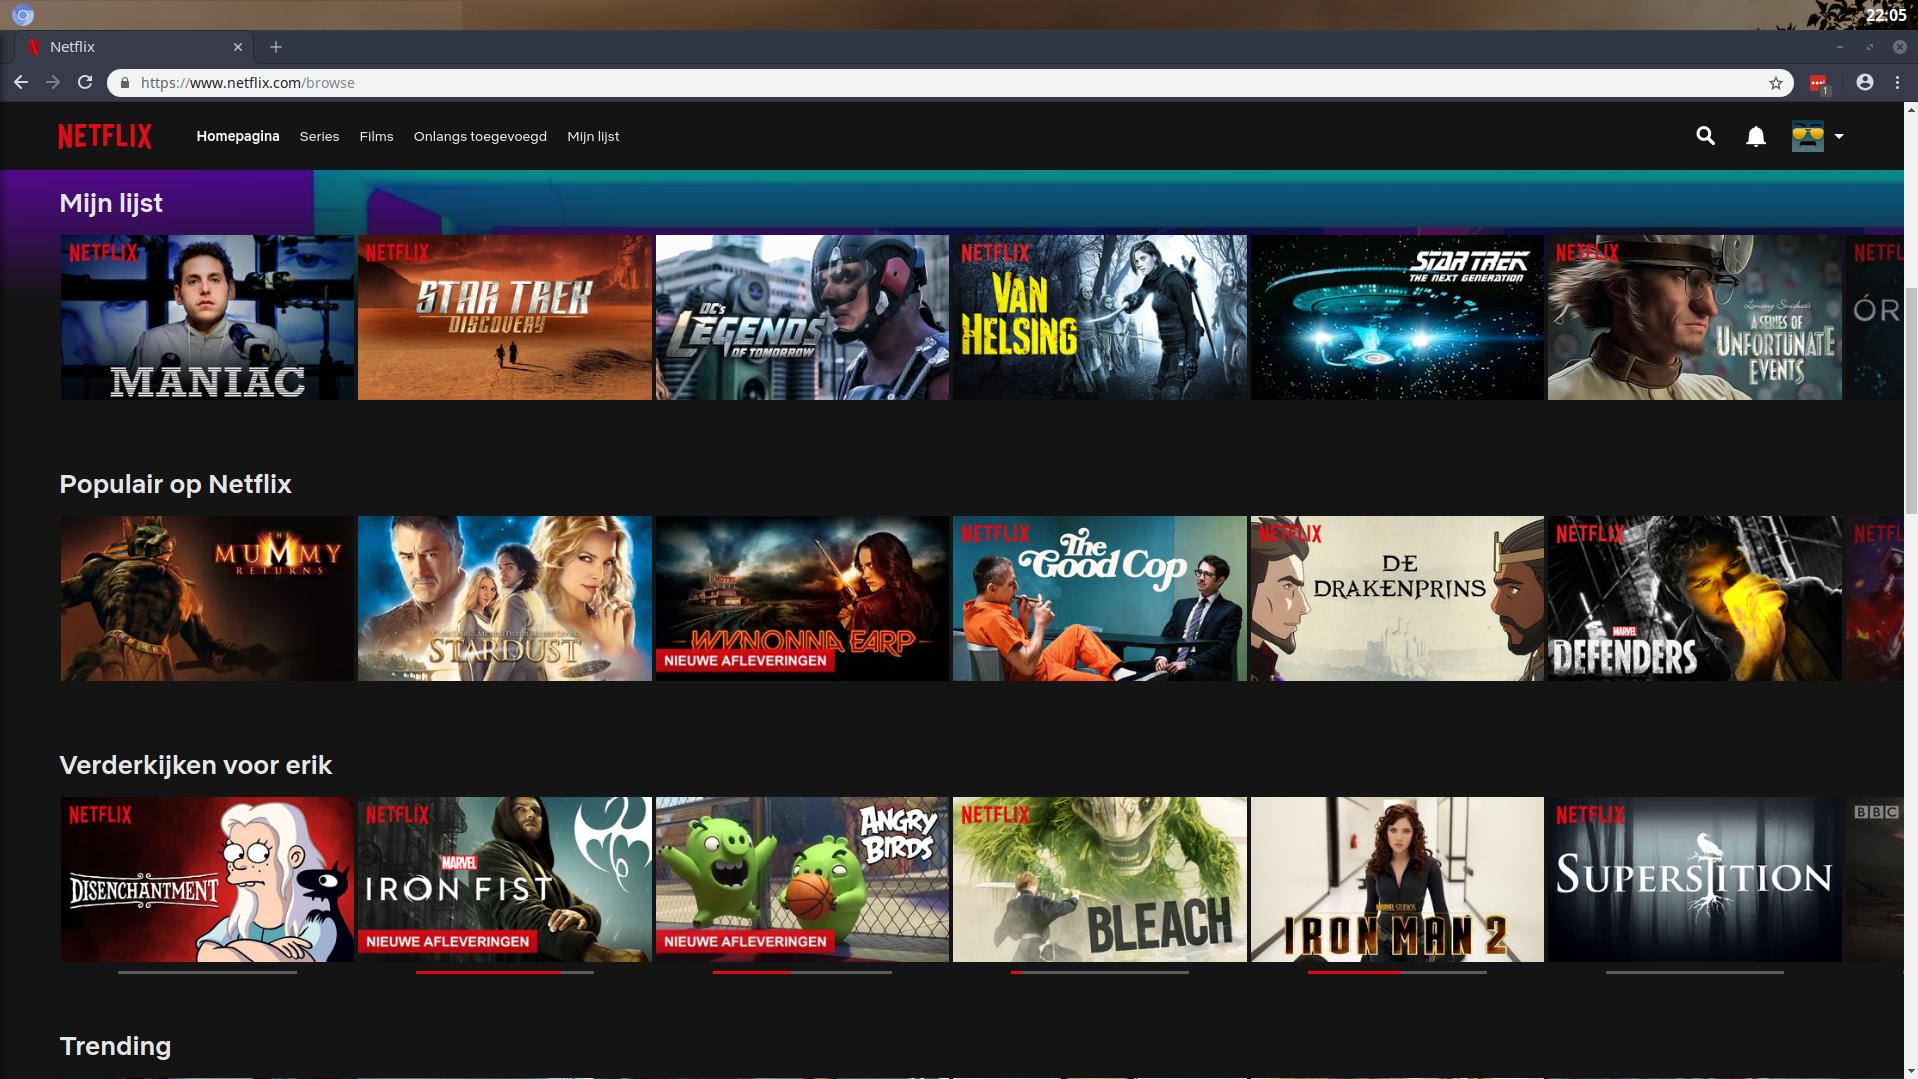 22:05
Netflix
https://www.netflix.com/browse
1
NETFLIX
Homepagina
Series
Films
Onlangs toegevoegd
Mijn lijst
Mijn lijst
NETFLIX
MANIAC
NETFLIX
STAR TREK
DISCOVERY
DC's
LEGENDS
OF TOMORROW
NETFLIX
VAN
HELSING
STAR TREK
THE NEXT GENERATION
NETFLIX
Lemony Snicket's
A SERIES OF
UNFORTUNATE
EVENTS
NETFL
ÓR
Populair op Netflix
THE
MUMMY
RETURNS
STARDUST
WYNONNA EARP
NIEUWE AFLEVERINGEN
NETFLIX
The
Good Cop
NETFLIX
DE
DRAKENPRINS
NETFLIX
MARVEL
THE
DEFENDERS
NETFL
Verderkijken voor erik
NETFLIX
DISENCHANTMENT
NETFLIX
MARVEL
IRON FIST
NIEUWE AFLEVERINGEN
ANGRY
BIRDS
NIEUWE AFLEVERINGEN
NETFLIX
BLEACH
MARVEL STUDIOS
IRON MAN 2
NETFLIX
SUPERSTITION
BBC
Trending